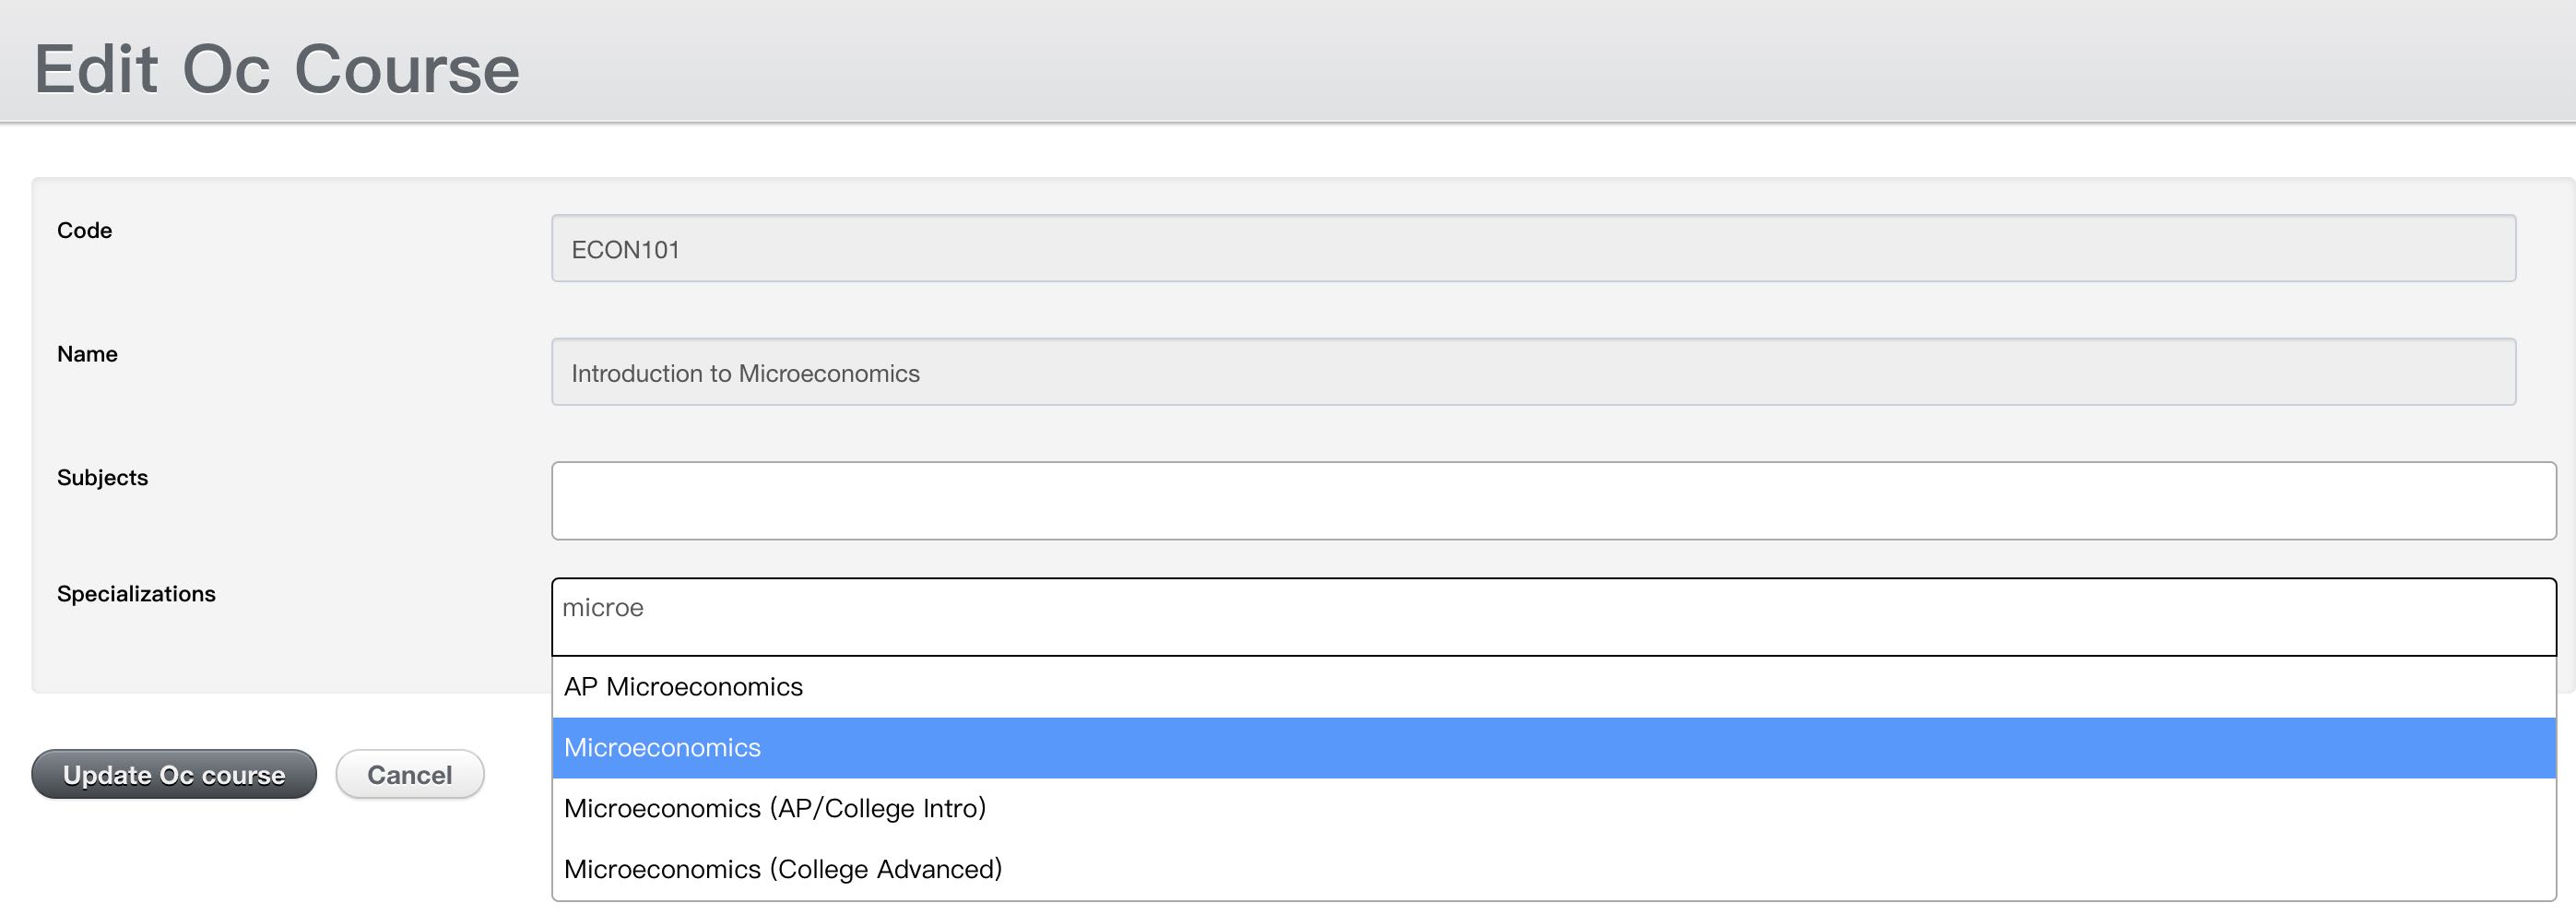 Edit Oc Course
Code
ECON101
Name
Introduction to Microeconomics
Subjects
Specializations
microe
AP Microeconomics
Microeconomics
Microeconomics (AP/College Intro)
Microeconomics (College Advanced)
Update Oc course
Cancel